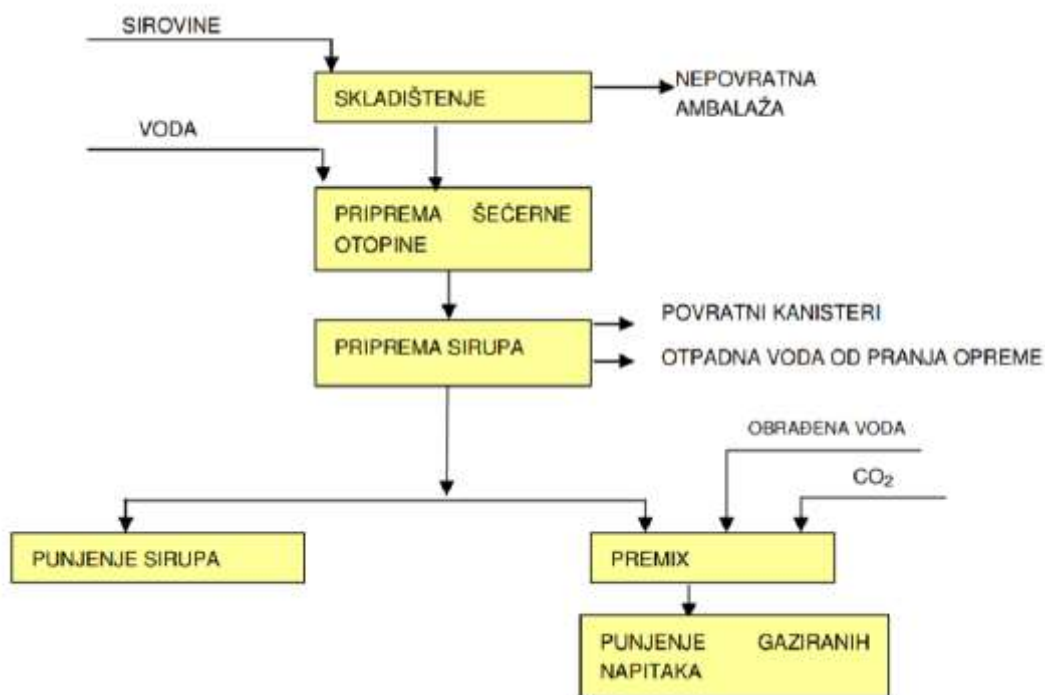 SIROVINE
SKLADIŠTENJE
NEPOVRATNA
AMBALAŽA
VODA
PRIPREMA ŠEĆERNE
OTOPINE
PRIPREMA SIRUPA
POVRATNI KANISTERI
OTPADNA VODA OD PRANJA OPREME
OBRAĐENA VODA
CO₂
PUNJENJE SIRUPA
PREMIX
PUNJENJE GAZIRANIH
NAPITAKA